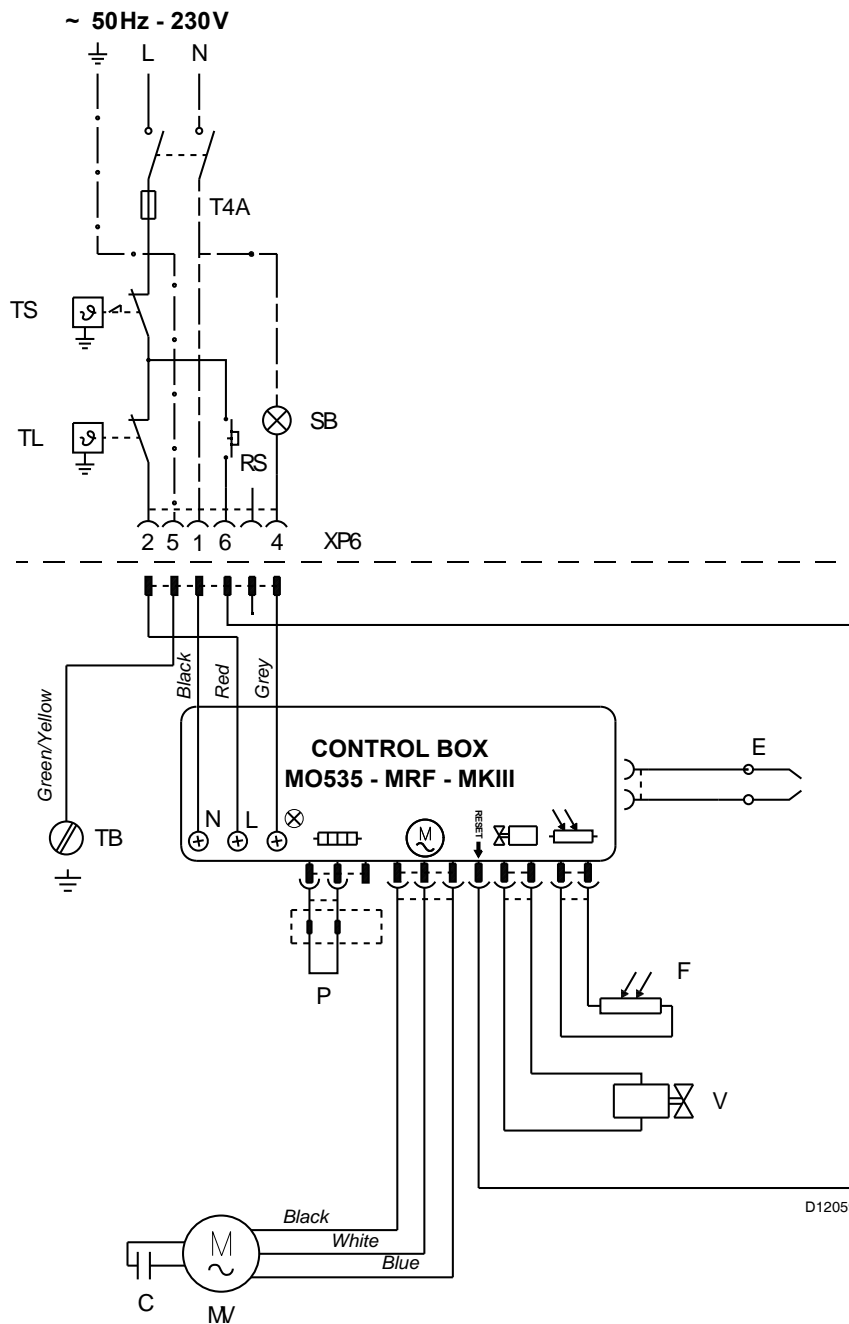 ~ 50Hz - 230V
L N
T4A
TS
ϑ
TL
ϑ
SB
RS
2 5 1 6 4 XP6
Green/Yellow
Black
Red
Grey
CONTROL BOX
MO535 - MRF - MKIII
E
N L
M
RESET
TB
P
F
V
D1205
Black
White
Blue
M
~
C
MV